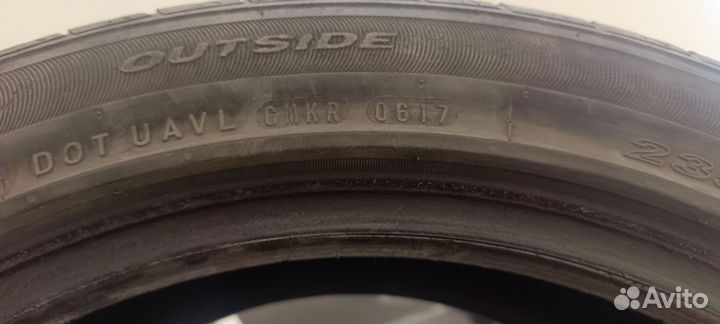 OUTSIDE
DOT UAVL CMKR 0617
23
Avito